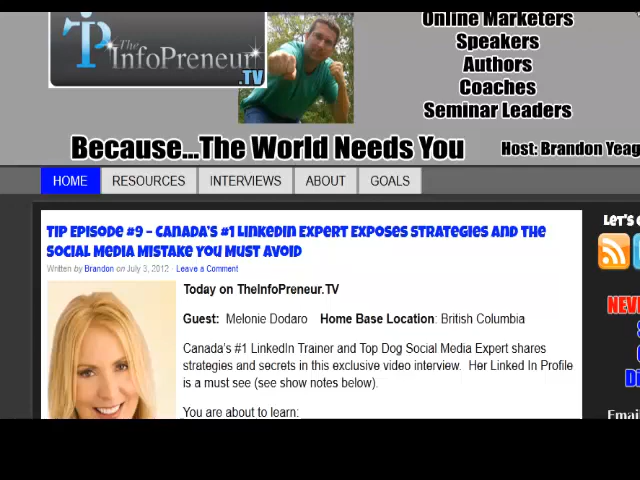 Online Marketers
Speakers
Authors
Coaches
Seminar Leaders
TiP The
InfoPreneur
.TV
Because...The World Needs You
Host: Brandon Yeag
HOME RESOURCES INTERVIEWS ABOUT GOALS
TIP EPISODE #9 – CANADA'S #1 LINKEDIN EXPERT EXPOSES STRATEGIES AND THE
SOCIAL MEDIA MISTAKE YOU MUST AVOID
Written by Brandon on July 3, 2012 · Leave a Comment
Today on TheInfoPreneur.TV
Guest: Melonie Dodaro Home Base Location: British Columbia
Canada's #1 LinkedIn Trainer and Top Dog Social Media Expert shares
strategies and secrets in this exclusive video interview. Her Linked In Profile
is a must see (see show notes below).
You are about to learn:
LET'S
NEVE
Di
Email